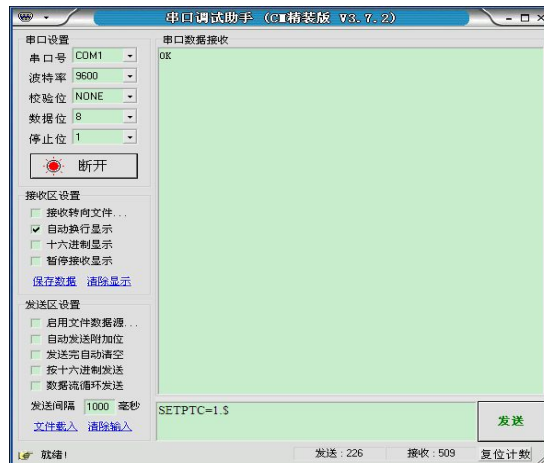 串口调试助手 (CM精装版 V3.7.2)
串口设置
串口号 COM1
波特率 9600
校验位 NONE
数据位 8
停止位 1
断开
接收区设置
接收转向文件...
自动换行显示
十六进制显示
暂停接收显示
保存数据 清除显示
发送区设置
启用文件数据源...
自动发送附加位
发送完自动清空
按十六进制发送
数据流循环发送
发送间隔 1000 毫秒
文件载入 清除输入
串口数据接收
OK
SETPTC=1.$
发送
就绪!
发送:226
接收:509
复位计数